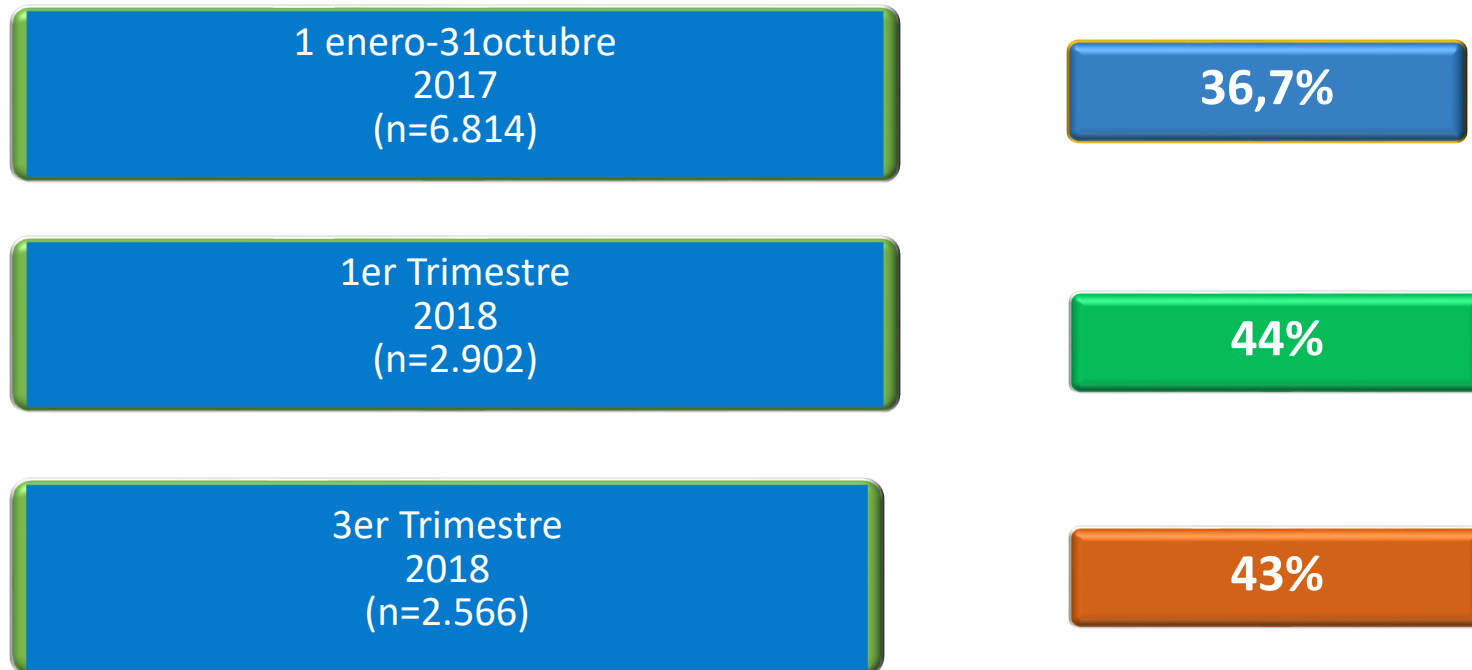 1 enero-31octubre
2017
(n=6.814)
36,7%
1er Trimestre
2018
(n=2.902)
44%
3er Trimestre
2018
(n=2.566)
43%